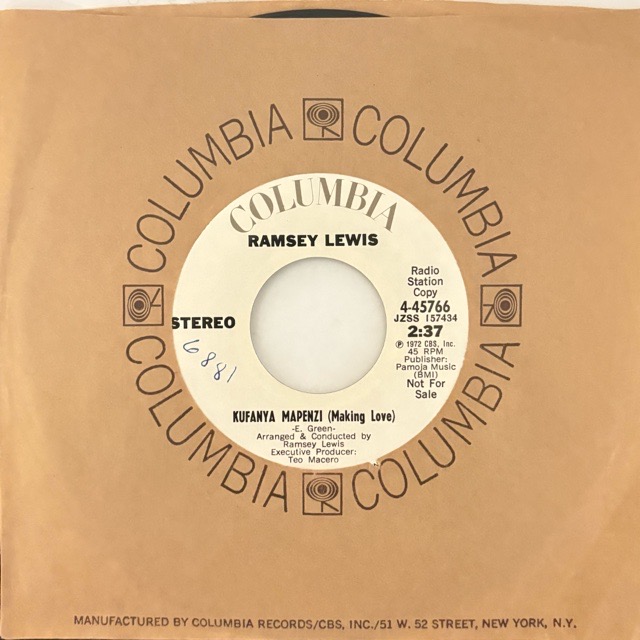 COLUMBIA COLUMBIA COLUMBIA COLUMBIA
COLUMBIA
RAMSEY LEWIS
Radio
Station
Copy
4-45766
JZSS 157434
STEREO
2:37
6881
℗ 1972 CBS, Inc.
45 RPM
Publisher:
Pamoja Music
(BMI)
Not For
Sale
KUFANYA MAPENZI (Making Love)
-E. Green-
Arranged & Conducted by
Ramsey Lewis
Executive Producer:
Teo Macero
MANUFACTURED BY COLUMBIA RECORDS/CBS, INC./51 W. 52 STREET, NEW YORK, N.Y.